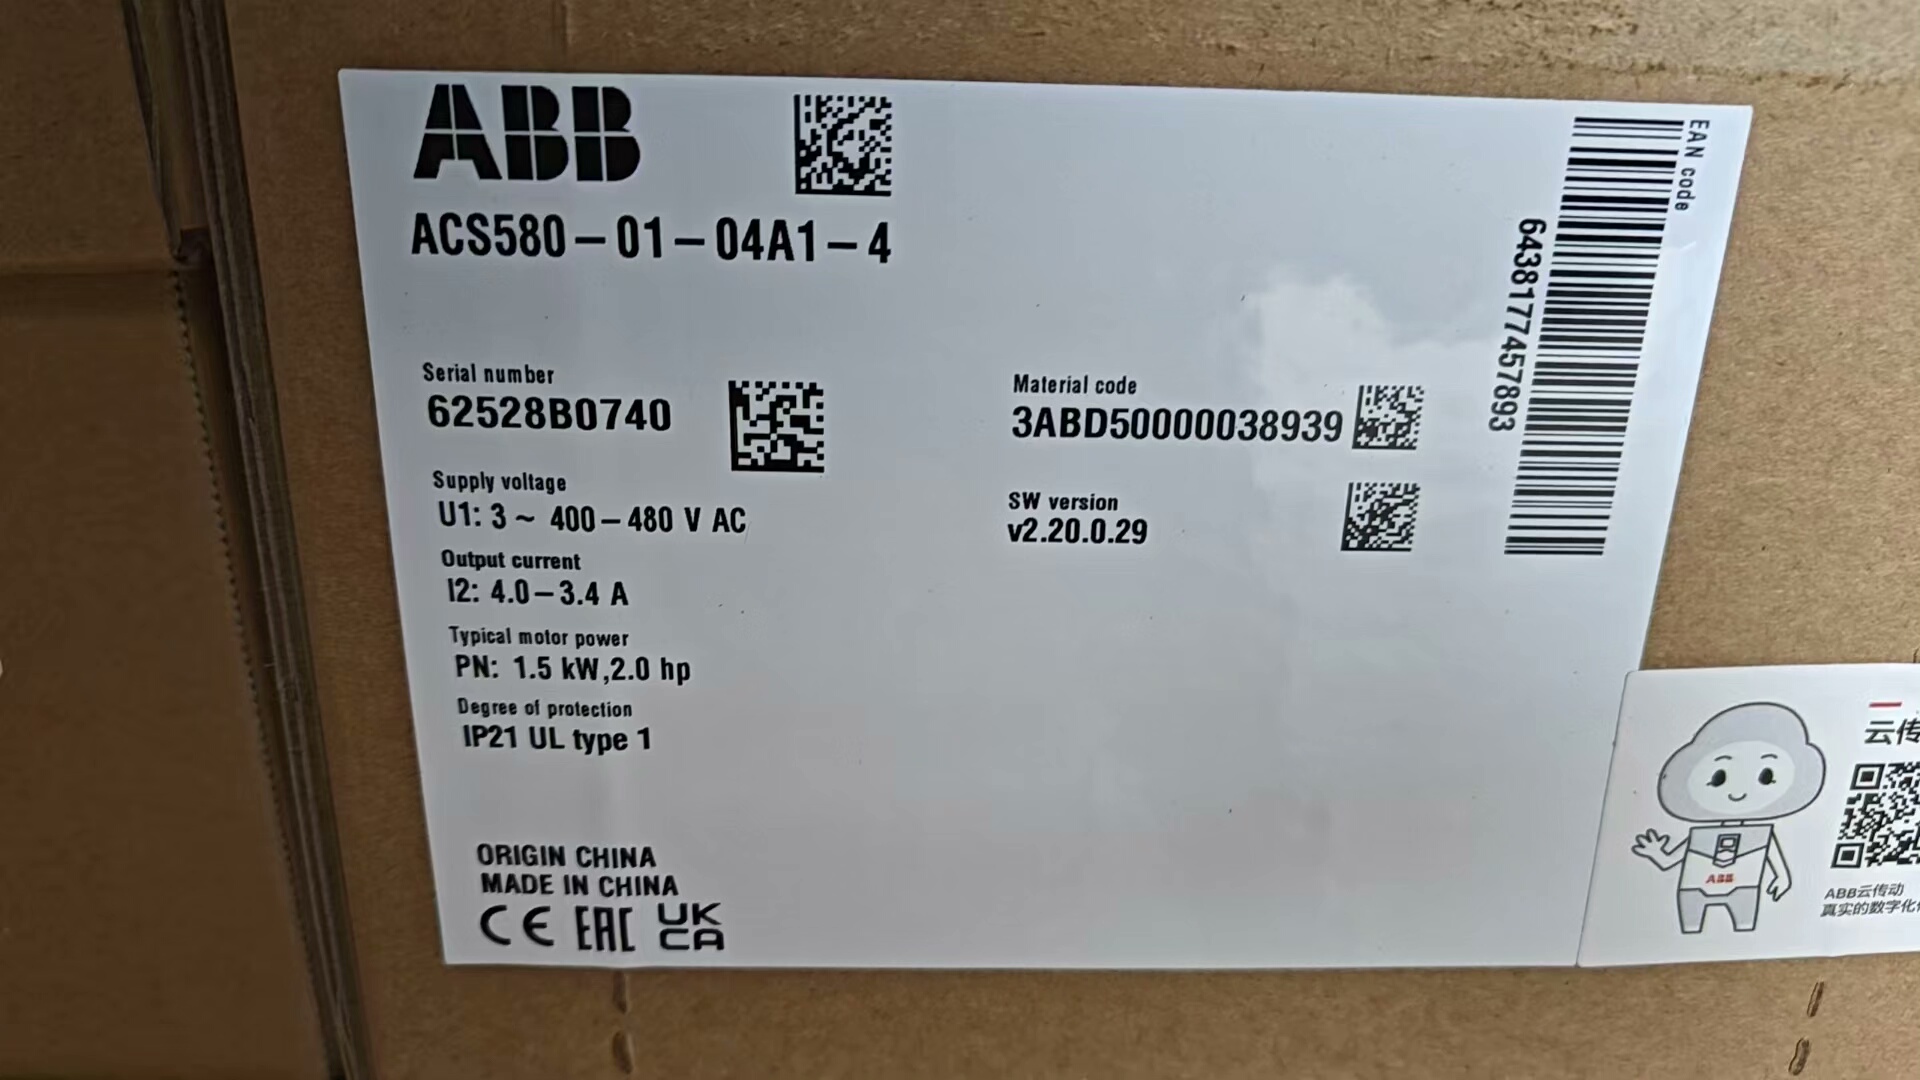 ABB
ACS580-01-04A1-4
EAN code
6438177457893
Serial number
62528B0740
Material code
3ABD50000038939
Supply voltage
U1: 3~ 400-480 V AC
SW version
v2.20.0.29
Output current
I2: 4.0-3.4 A
Typical motor power
PN: 1.5 kW,2.0 hp
Degree of protection
IP21 UL type 1
ORIGIN CHINA
MADE IN CHINA
CE EAC UK CA
云传
ABB
ABB云传动
真实的数字化